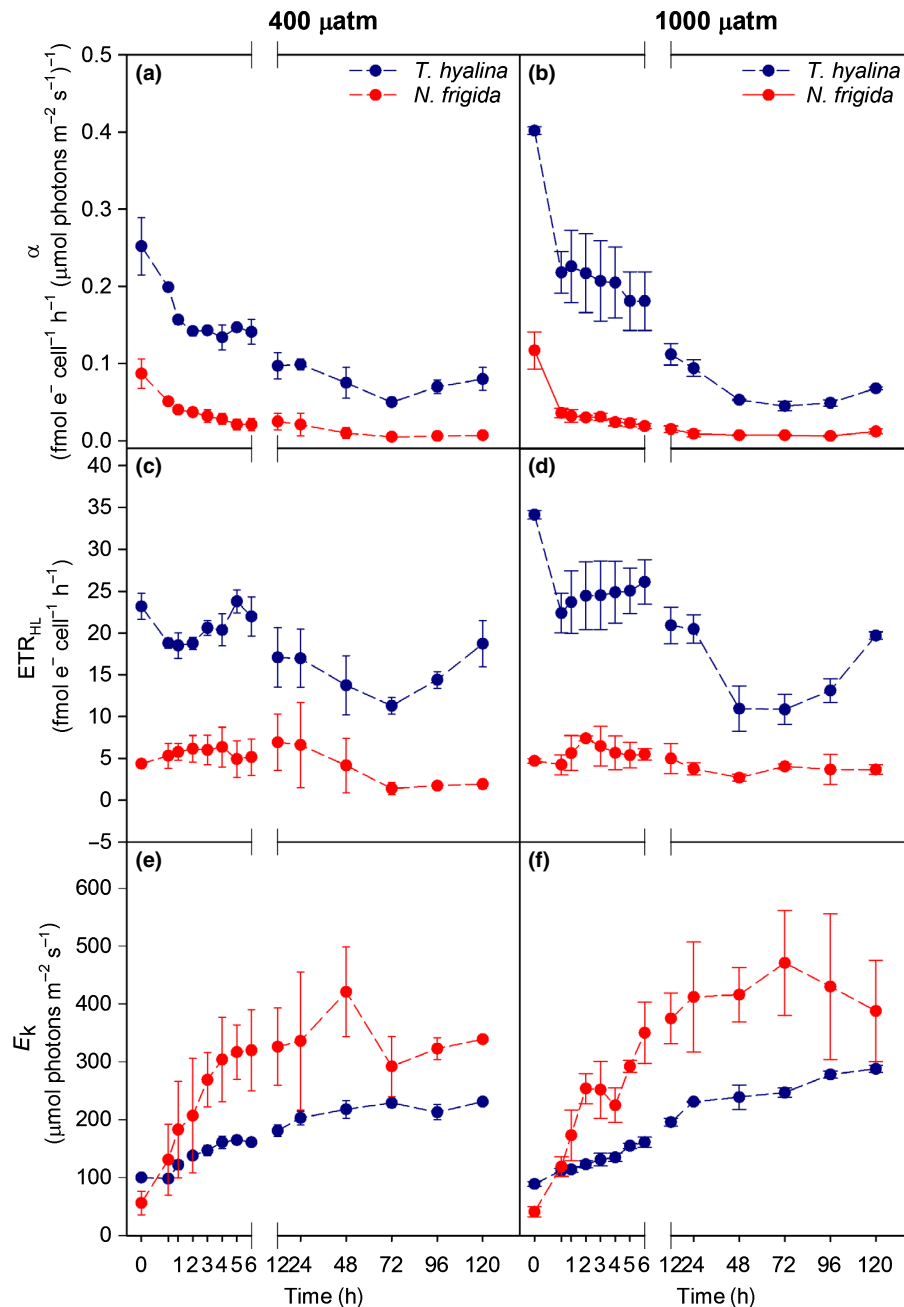 400 µatm 1000 µatm
(a) T. hyalina
N. frigida
(b) T. hyalina
N. frigida
0.5
0.4
0.3
0.2
0.1
0.0
α
(fmol e⁻ cell⁻¹ h⁻¹ (µmol photons m⁻² s⁻¹)⁻¹)
(c) (d)
40
35
30
25
20
15
10
5
0
−5
ETR_HL
(fmol e⁻ cell⁻¹ h⁻¹)
(e) (f)
600
500
400
300
200
100
0
E_k
(µmol photons m⁻² s⁻¹)
0 1 2 3 4 5 6 12 24 48 72 96 120 0 1 2 3 4 5 6 12 24 48 72 96 120
Time (h) Time (h)